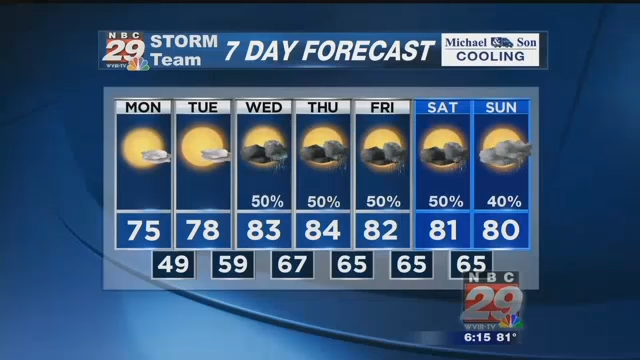 NBC
29
WVIR-TV
STORM
Team
7 DAY FORECAST
Michael & Son
COOLING
MON TUE WED THU FRI SAT SUN
50% 50% 50% 50% 40%
75 78 83 84 82 81 80
49 59 67 65 65 65
NBC
29
WVIR-TV
6:15 81°